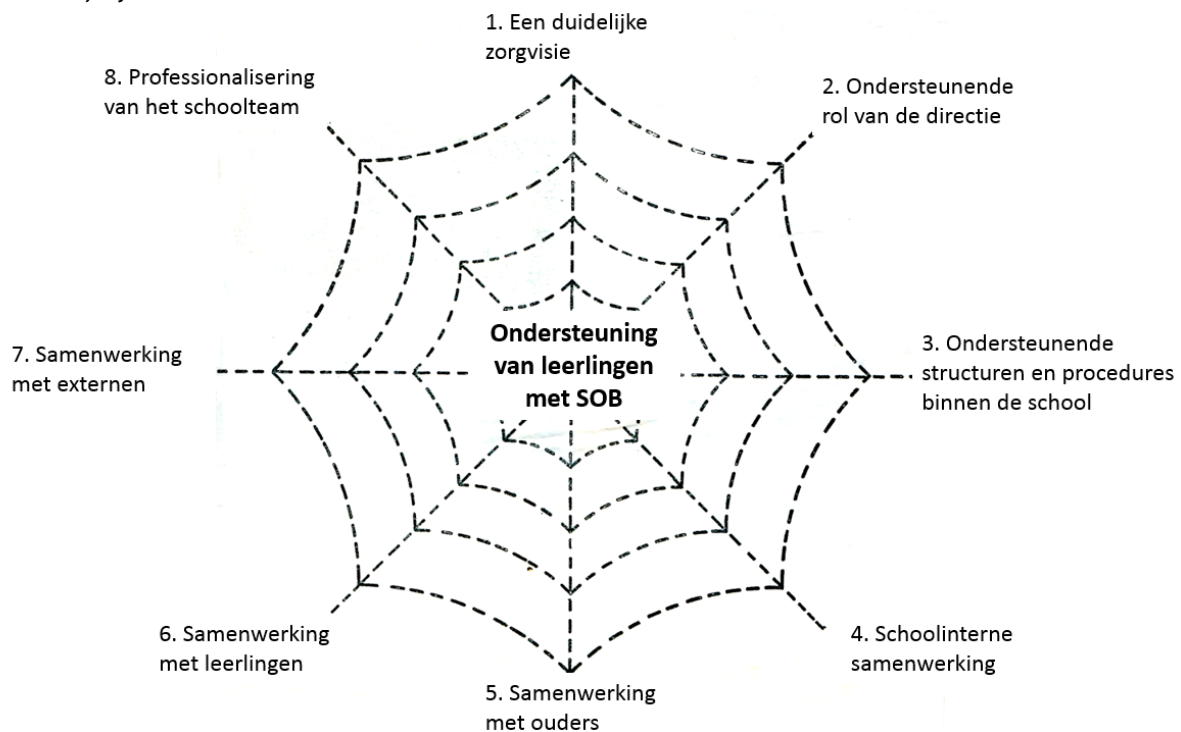 1. Een duidelijke
zorgvisie
2. Ondersteunende
rol van de directie
3. Ondersteunende
structuren en procedures
binnen de school
4. Schoolinterne
samenwerking
5. Samenwerking
met ouders
6. Samenwerking
met leerlingen
7. Samenwerking
met externen
8. Professionalisering
van het schoolteam
Ondersteuning
van leerlingen
met SOB